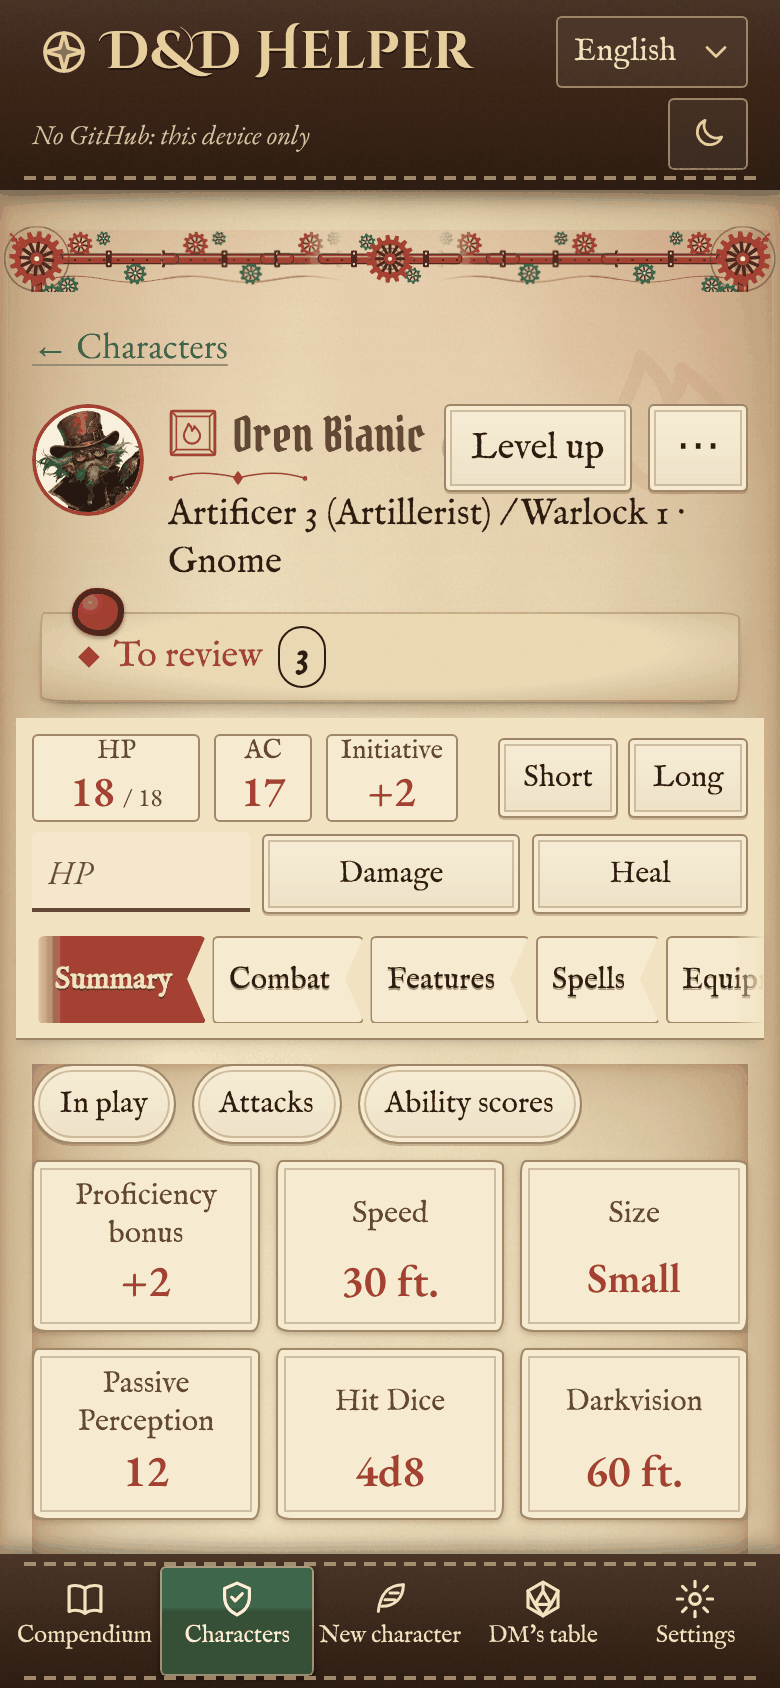 D&D Helper
English
No GitHub: this device only
← Characters
Oren Bianic
Level up
...
Artificer 3 (Artillerist) / Warlock 1 ·
Gnome
◆ To review 3
HP
18 / 18
AC
17
Initiative
+2
Short
Long
HP
Damage
Heal
Summary
Combat
Features
Spells
Equip
In play
Attacks
Ability scores
Proficiency
bonus
+2
Speed
30 ft.
Size
Small
Passive
Perception
12
Hit Dice
4d8
Darkvision
60 ft.
Compendium
Characters
New character
DM's table
Settings